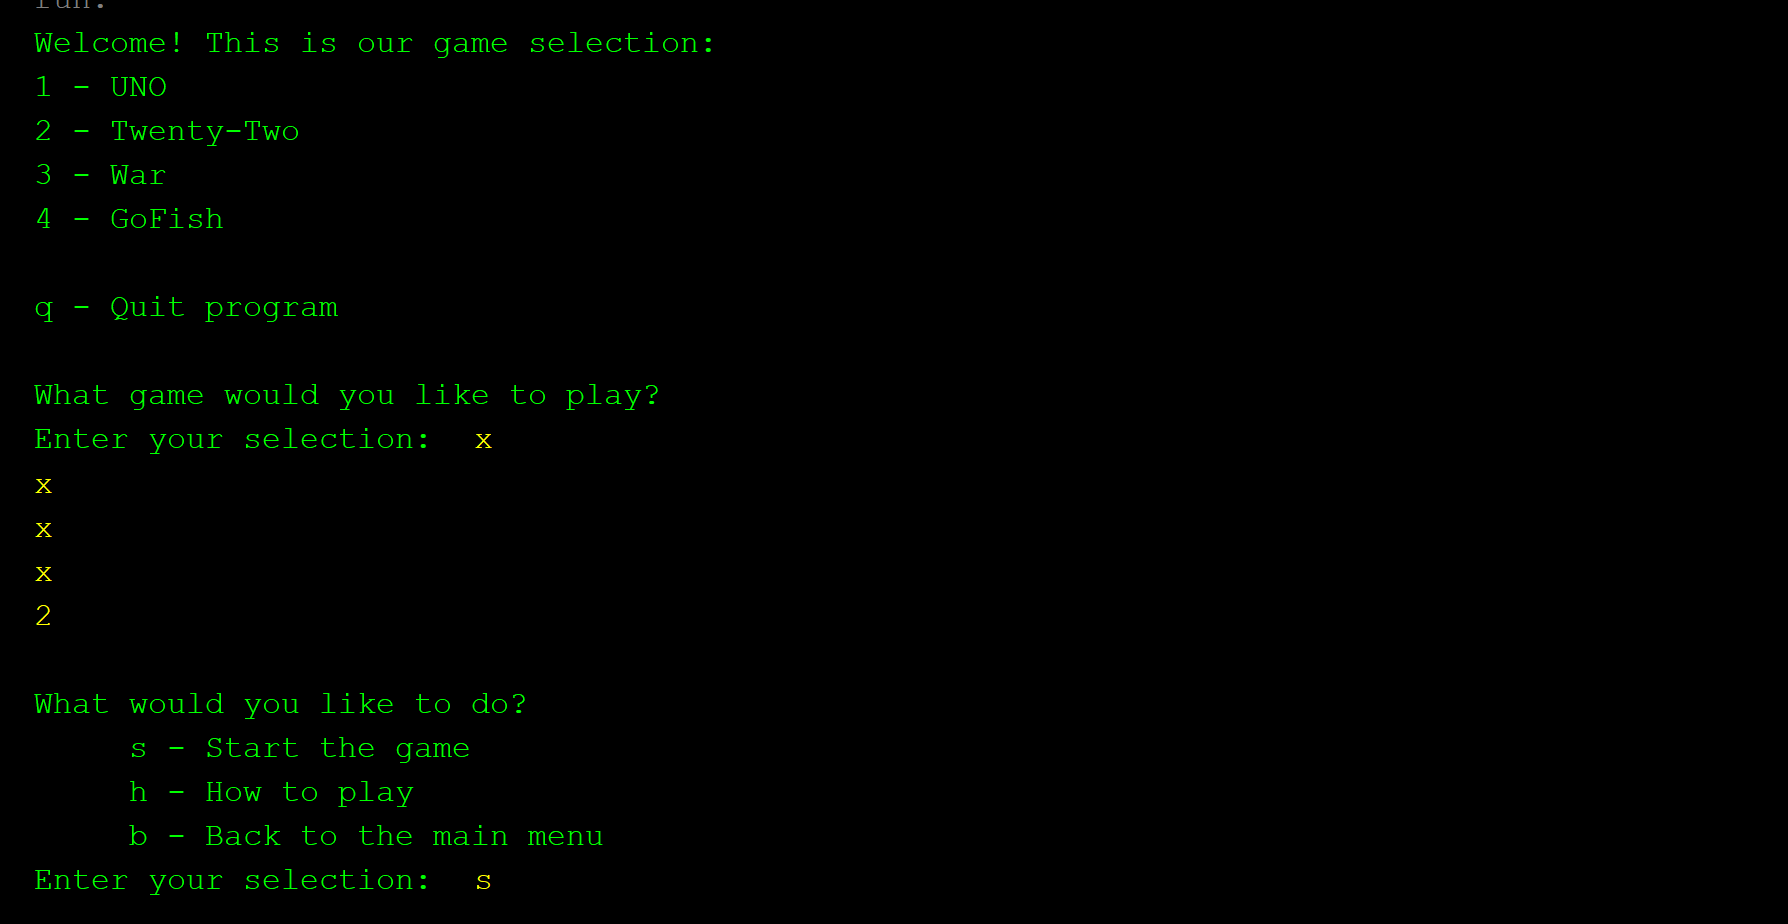 run:
Welcome! This is our game selection:
1 - UNO
2 - Twenty-Two
3 - War
4 - GoFish
q - Quit program
What game would you like to play?
Enter your selection:  x
x
x
x
2
What would you like to do?
     s - Start the game
     h - How to play
     b - Back to the main menu
Enter your selection:  s